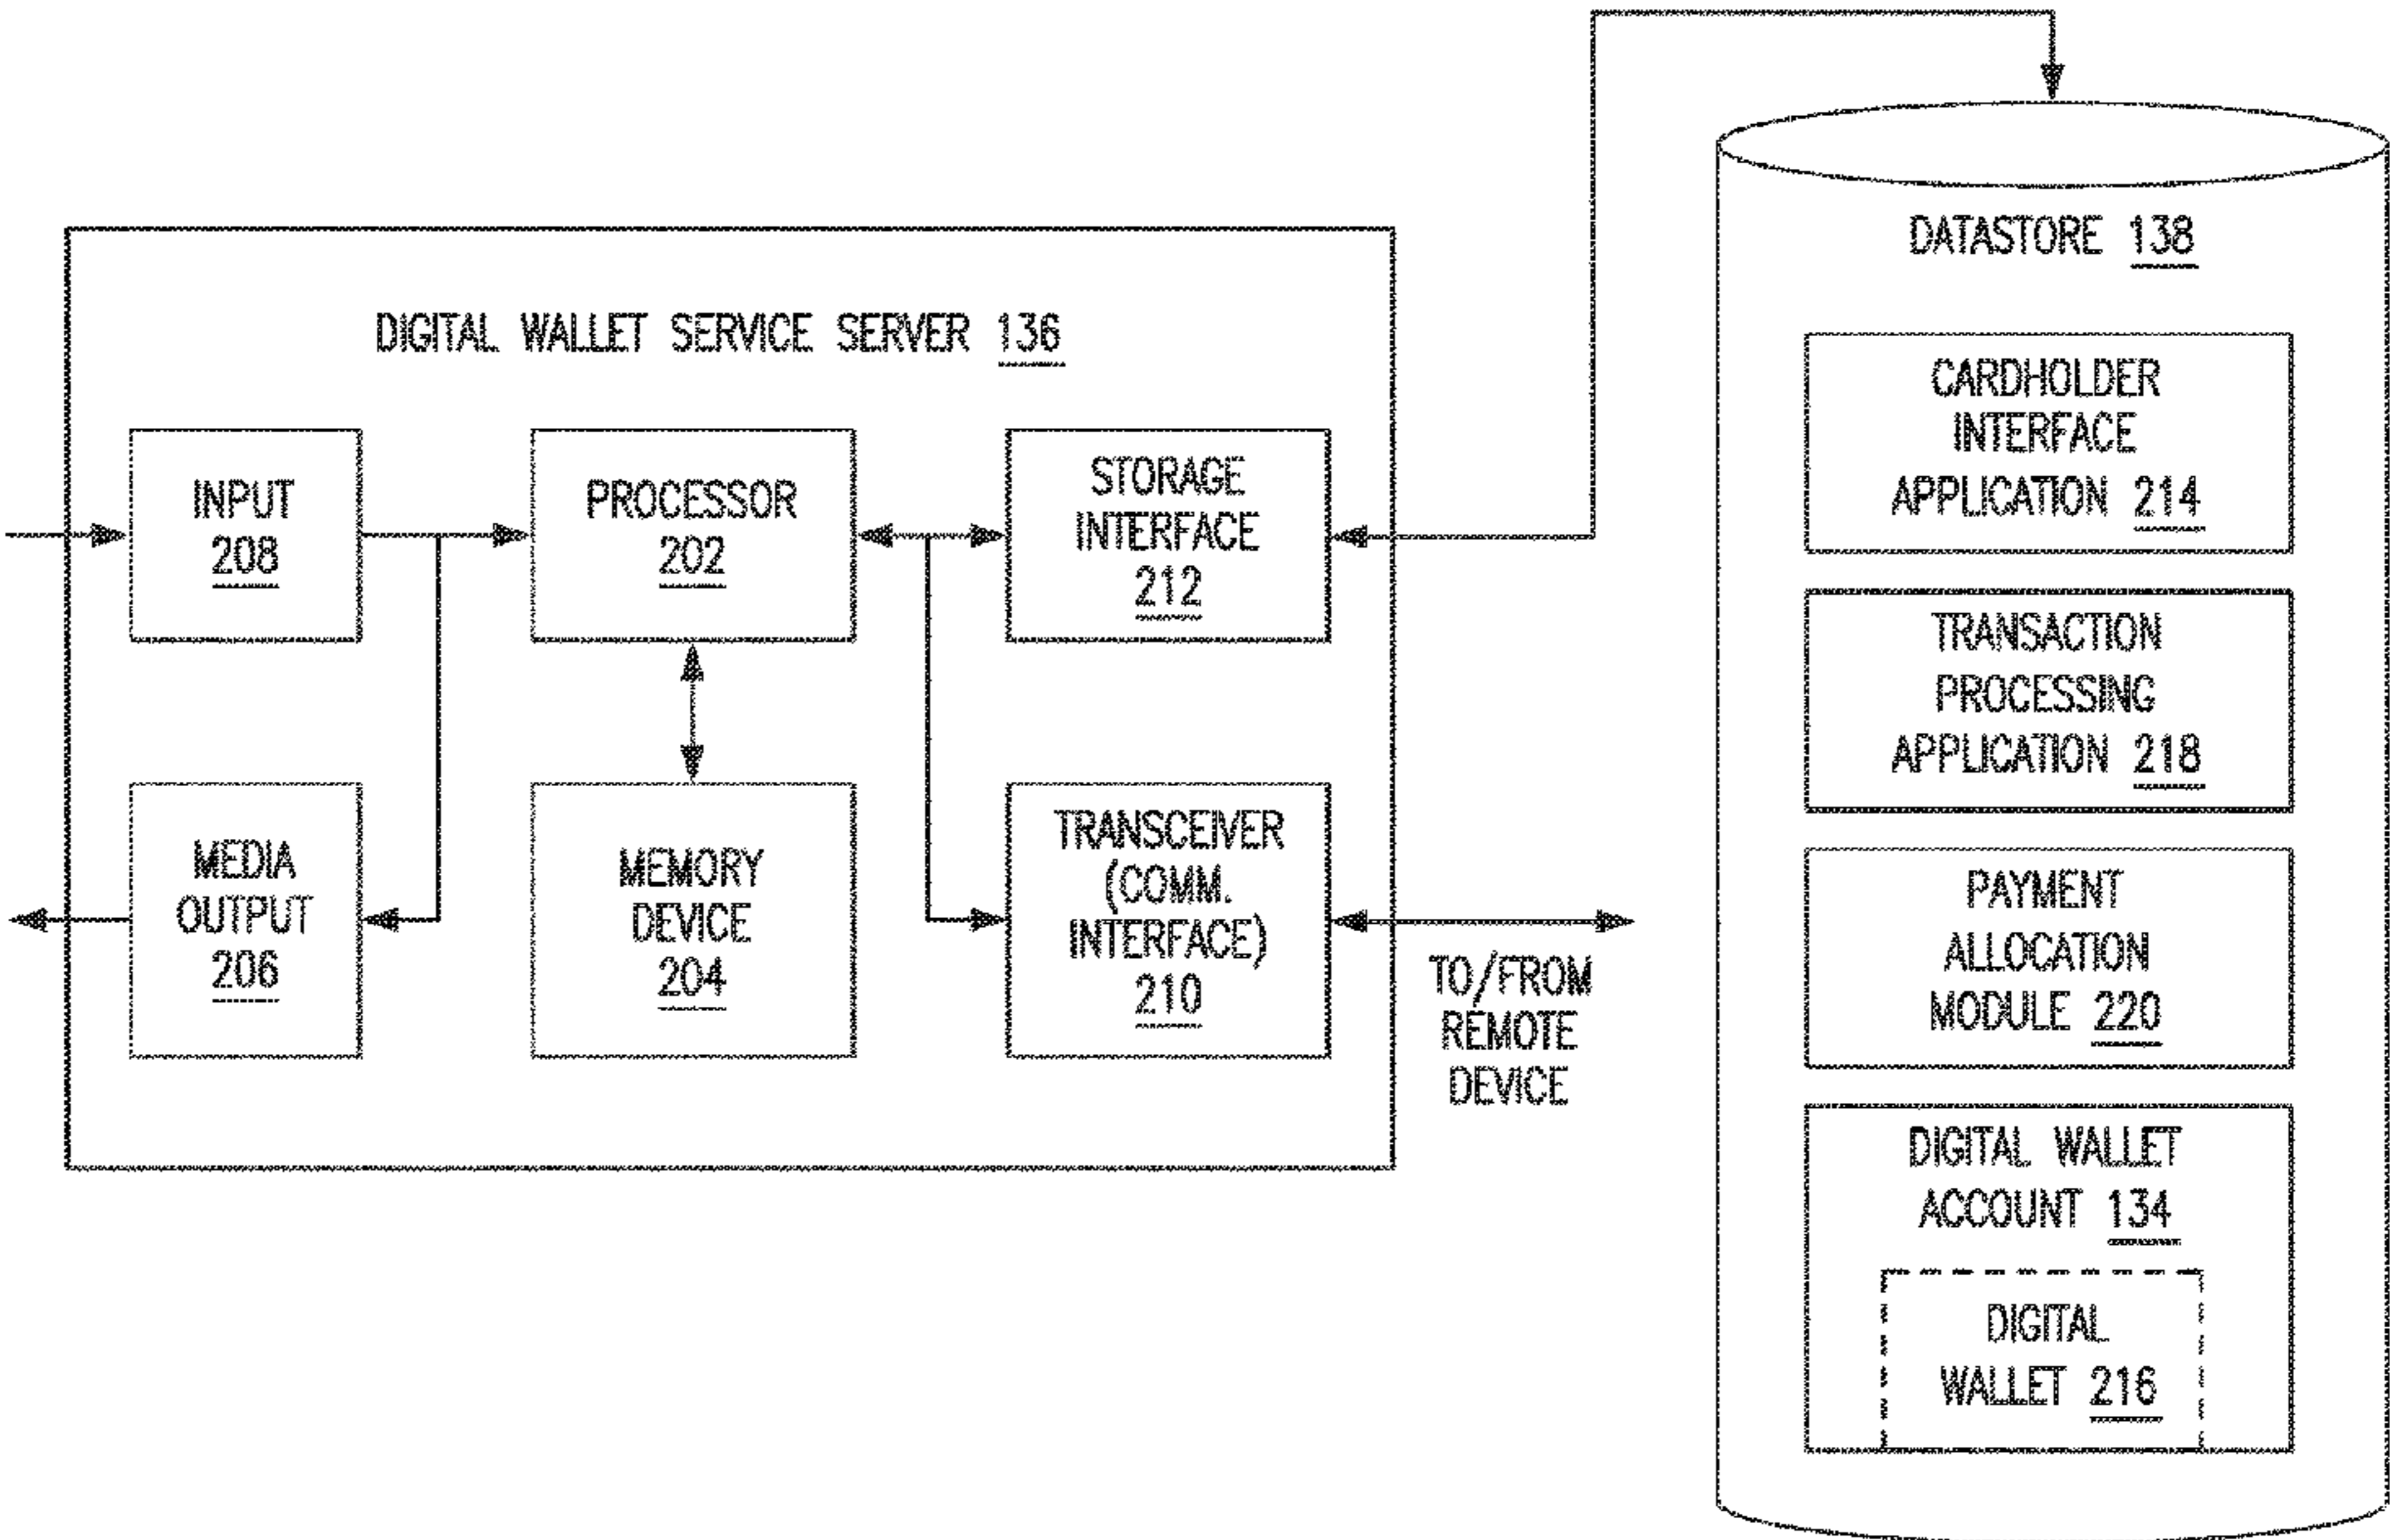 DIGITAL WALLET SERVICE SERVER 136
INPUT
208
PROCESSOR
202
STORAGE
INTERFACE
212
MEDIA
OUTPUT
206
MEMORY
DEVICE
204
TRANSCEIVER
(COMM.
INTERFACE)
210
TO/FROM
REMOTE
DEVICE
DATASTORE 138
CARDHOLDER
INTERFACE
APPLICATION 214
TRANSACTION
PROCESSING
APPLICATION 218
PAYMENT
ALLOCATION
MODULE 220
DIGITAL WALLET
ACCOUNT 134
DIGITAL
WALLET 216